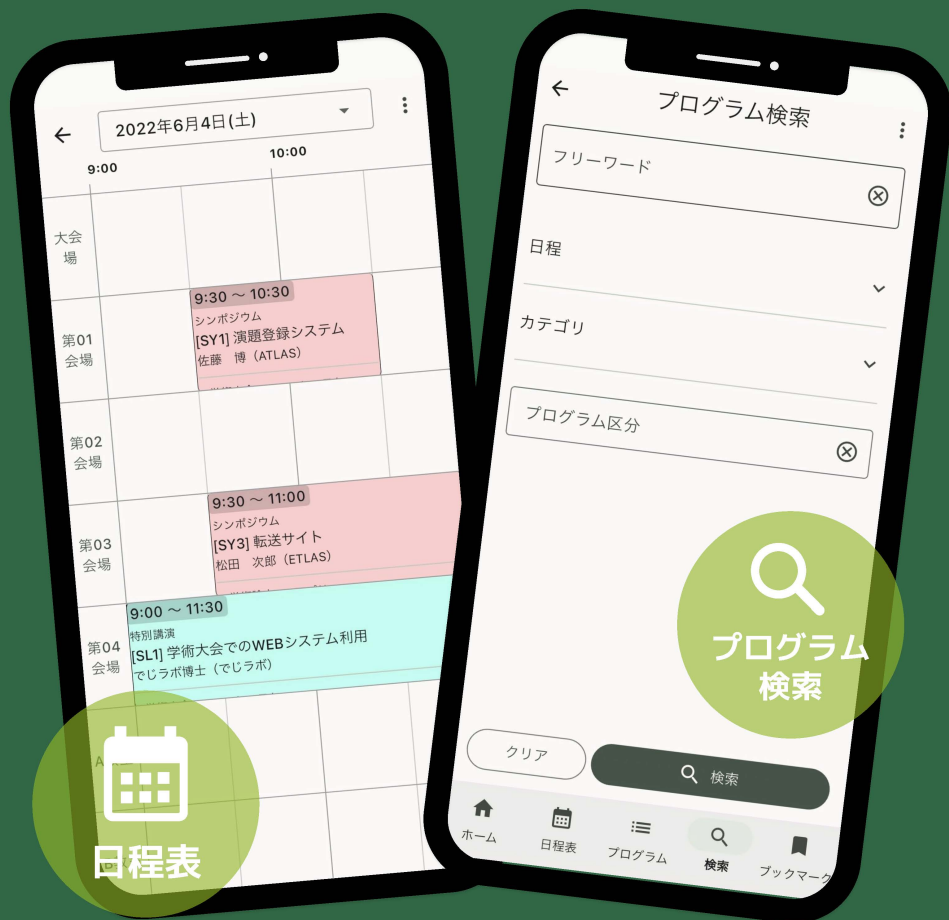 2022年6月4日(土)
9:00
10:00
大会
場
9:30 ～ 10:30
シンポジウム
[SY1] 演題登録システム
佐藤　博（ATLAS）
第01
会場
第02
会場
9:30 ～ 11:00
シンポジウム
[SY3] 転送サイト
松田　次郎（ETLAS）
第03
会場
9:00 ～ 11:30
特別講演
[SL1] 学術大会でのWEBシステム利用
でじラボ博士（でじラボ）
第04
会場
日程表
プログラム検索
フリーワード
日程
カテゴリ
プログラム区分
プログラム
検索
クリア
検索
ホーム
日程表
プログラム
検索
ブックマーク